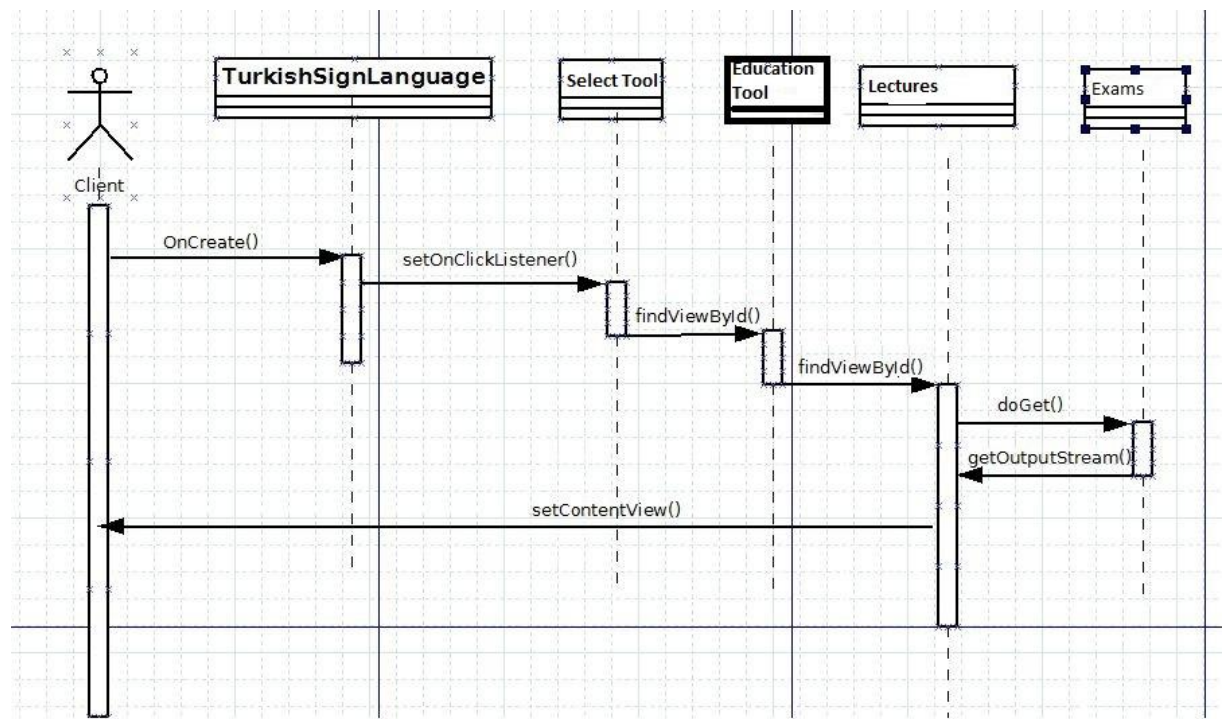 TurkishSignLanguage
Select Tool
Education
Tool
Lectures
Exams
Client
OnCreate()
setOnClickListener()
findViewById()
findViewById()
doGet()
getOutputStream()
setContentView()